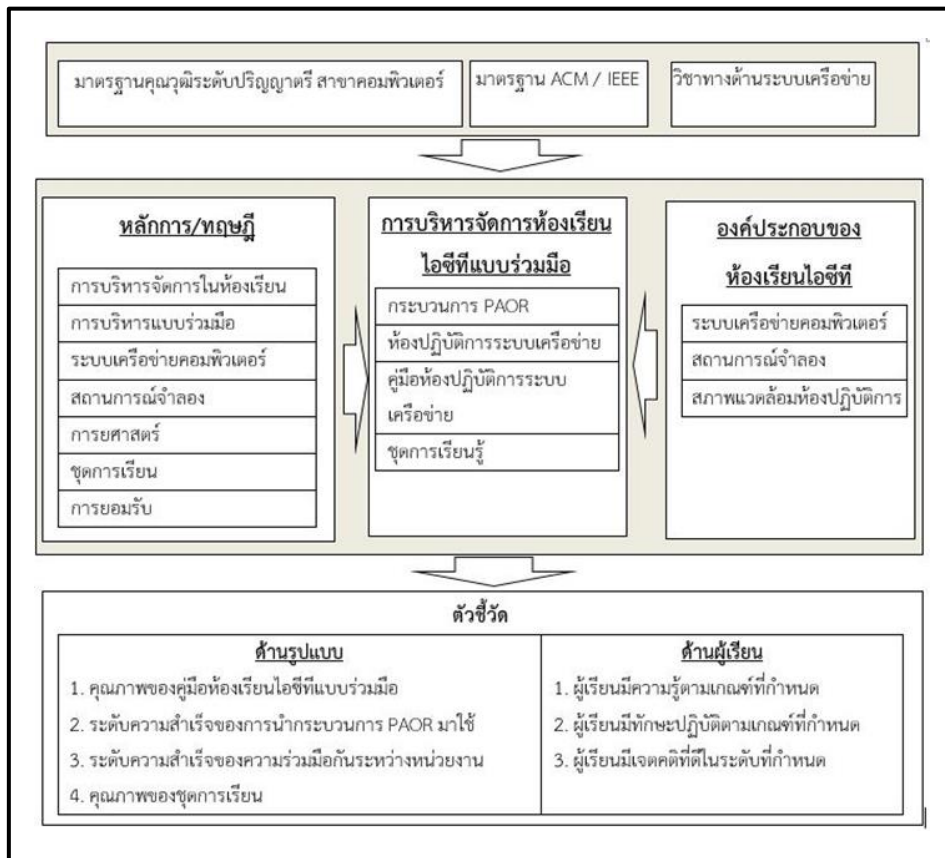 มาตรฐานคุณวุฒิระดับปริญญาตรี สาขาคอมพิวเตอร์
มาตรฐาน ACM / IEEE
วิชาทางด้านระบบเครือข่าย
หลักการ/ทฤษฎี
การบริหารจัดการในห้องเรียน
การบริหารแบบร่วมมือ
ระบบเครือข่ายคอมพิวเตอร์
สถานการณ์จำลอง
การยศาสตร์
ชุดการเรียน
การยอมรับ
การบริหารจัดการห้องเรียน
ไอซีทีแบบร่วมมือ
กระบวนการ PAOR
ห้องปฏิบัติการระบบเครือข่าย
คู่มือห้องปฏิบัติการระบบ
เครือข่าย
ชุดการเรียนรู้
องค์ประกอบของ
ห้องเรียนไอซีที
ระบบเครือข่ายคอมพิวเตอร์
สถานการณ์จำลอง
สภาพแวดล้อมห้องปฏิบัติการ
ตัวชี้วัด
ด้านรูปแบบ
1. คุณภาพของคู่มือห้องเรียนไอซีทีแบบร่วมมือ
2. ระดับความสำเร็จของการนำกระบวนการ PAOR มาใช้
3. ระดับความสำเร็จของความร่วมมือกันระหว่างหน่วยงาน
4. คุณภาพของชุดการเรียน
ด้านผู้เรียน
1. ผู้เรียนมีความรู้ตามเกณฑ์ที่กำหนด
2. ผู้เรียนมีทักษะปฏิบัติตามเกณฑ์ที่กำหนด
3. ผู้เรียนมีเจตคติที่ดีในระดับที่กำหนด